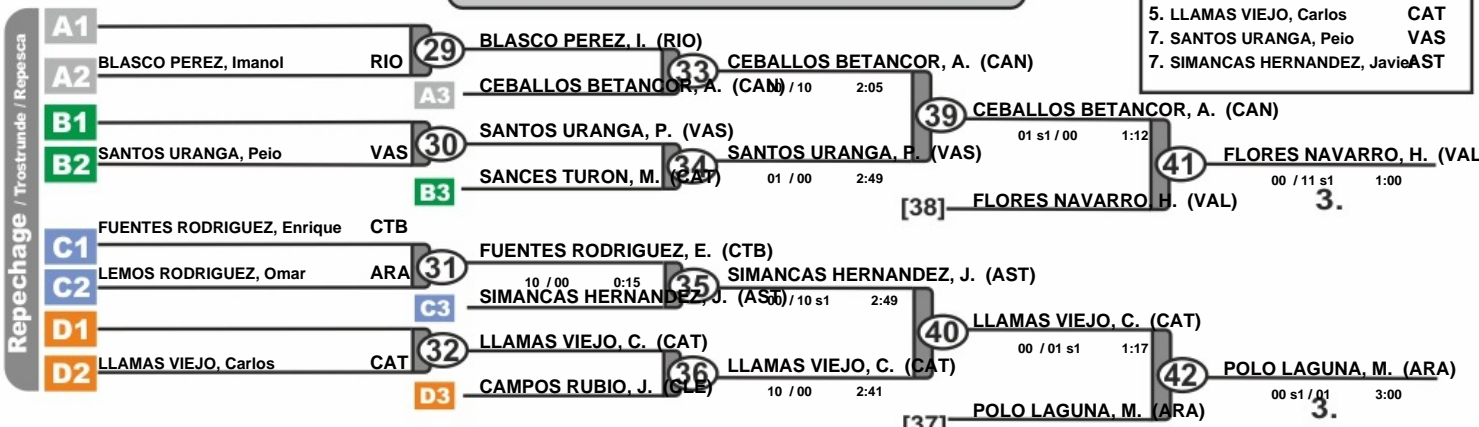 5. LLAMAS VIEJO, Carlos CAT
7. SANTOS URANGA, Peio VAS
7. SIMANCAS HERNANDEZ, Javier AST
Repechage / Trostrunde / Repesca
A1
A2 BLASCO PEREZ, Imanol RIO
29
BLASCO PEREZ, I. (RIO)
A3 CEBALLOS BETANCOR, A. (CAN)
33
CEBALLOS BETANCOR, A. (CAN)
00 / 10 2:05
B1
B2 SANTOS URANGA, Peio VAS
30
SANTOS URANGA, P. (VAS)
B3 SANCES TURON, M. (CAT)
34
SANTOS URANGA, P. (VAS)
01 / 00 2:49
39
CEBALLOS BETANCOR, A. (CAN)
01 s1 / 00 1:12
[38] FLORES NAVARRO, H. (VAL)
41
FLORES NAVARRO, H. (VAL
00 / 11 s1 1:00
3.
C1 FUENTES RODRIGUEZ, Enrique CTB
C2 LEMOS RODRIGUEZ, Omar ARA
31
FUENTES RODRIGUEZ, E. (CTB)
10 / 00 0:15
C3 SIMANCAS HERNANDEZ, J. (AST)
35
SIMANCAS HERNANDEZ, J. (AST)
00 / 10 s1 2:49
D1
D2 LLAMAS VIEJO, Carlos CAT
32
LLAMAS VIEJO, C. (CAT)
D3 CAMPOS RUBIO, J. (CLE)
36
LLAMAS VIEJO, C. (CAT)
10 / 00 2:41
40
LLAMAS VIEJO, C. (CAT)
00 / 01 s1 1:17
[37] POLO LAGUNA, M. (ARA)
42
POLO LAGUNA, M. (ARA)
00 s1 / 01 3:00
3.